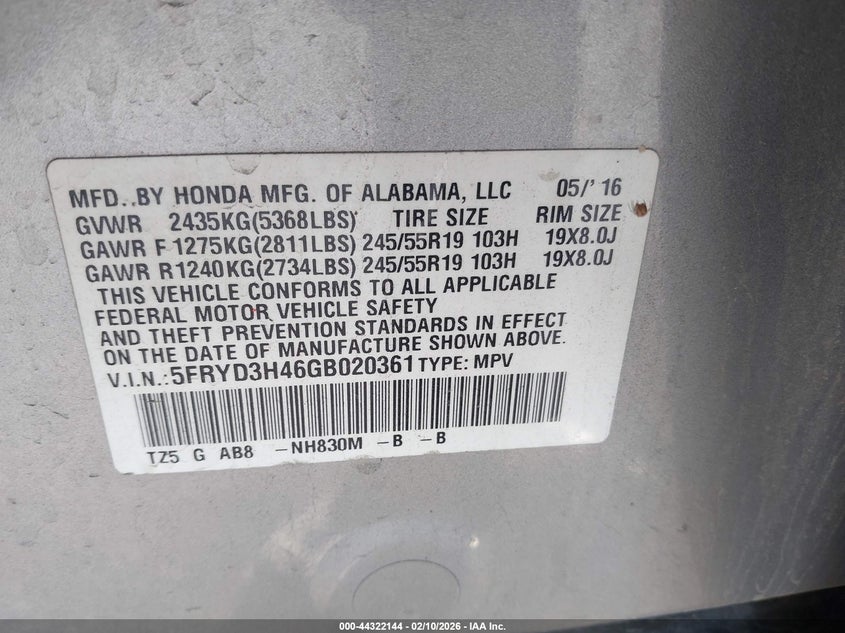 MFD. BY HONDA MFG. OF ALABAMA, LLC 05/' 16
GVWR 2435KG(5368LBS) TIRE SIZE RIM SIZE
GAWR F 1275KG(2811LBS) 245/55R19 103H 19X8.0J
GAWR R1240KG(2734LBS) 245/55R19 103H 19X8.0J
THIS VEHICLE CONFORMS TO ALL APPLICABLE
FEDERAL MOTOR VEHICLE SAFETY
AND THEFT PREVENTION STANDARDS IN EFFECT
ON THE DATE OF MANUFACTURE SHOWN ABOVE.
V.I.N.: 5FRYD3H46GB020361 TYPE: MPV
TZ5 G AB8 -NH830M -B -B
000-44322144 - 02/10/2026 - IAA Inc.